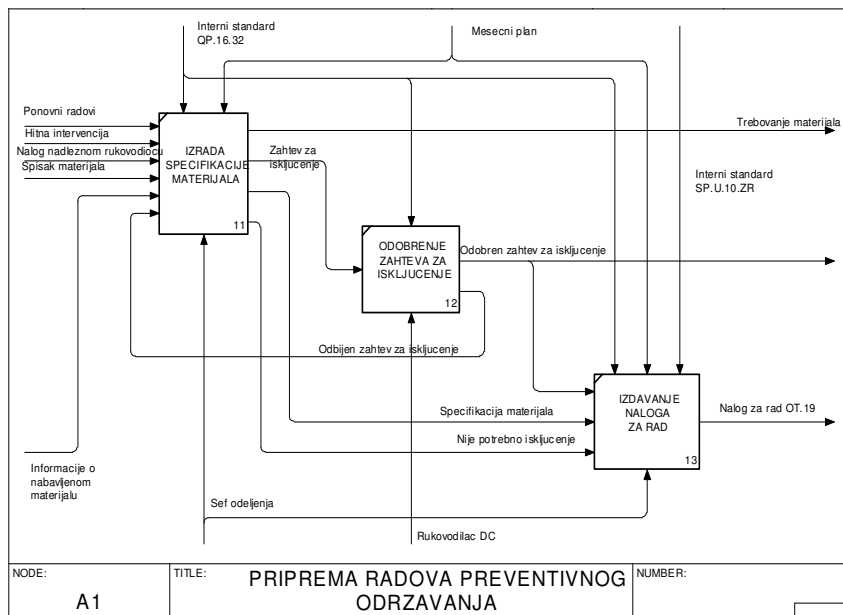 Interni standard
QP.16.32
Mesecni plan
Ponovni radovi
Hitna intervencija
Nalog nadleznom rukovodiocu
Spisak materijala
IZRADA
SPECIFIKACIJE
MATERIJALA
11
Zahtev za
iskljucenje
Trebovanje materijala
Interni standard
SP.U.10.ZR
ODOBRENJE
ZAHTEVA ZA
ISKLJUCENJE
12
Odobren zahtev za iskljucenje
Odbijen zahtev za iskljucenje
IZDAVANJE
NALOGA
ZA RAD
13
Specifikacija materijala
Nalog za rad OT.19
Nije potrebno iskljucenje
Informacije o
nabavljenom
materijalu
Sef odeljenja
Rukovodilac DC
NODE:
A1
TITLE:
PRIPREMA RADOVA PREVENTIVNOG
ODRZAVANJA
NUMBER: